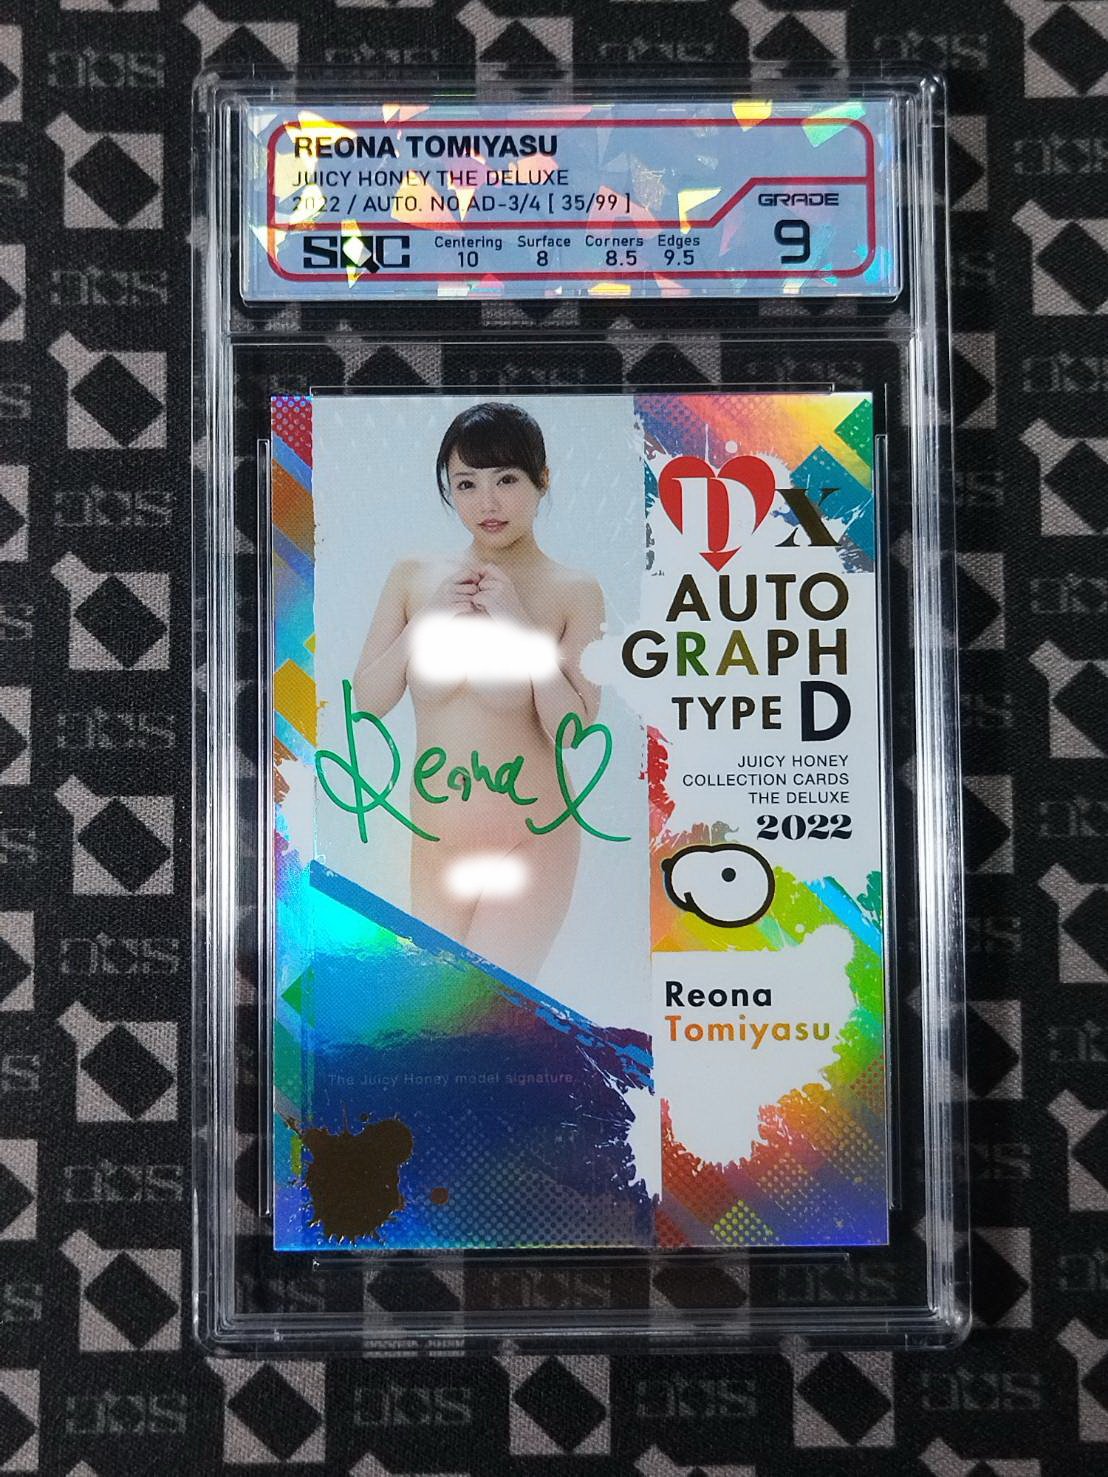 REONA TOMIYASU
JUICY HONEY THE DELUXE
2022 / AUTO. NO.AD-3/4 [ 35/99 ]
GRADE
9
SQC
Centering Surface Corners Edges
10 8 8.5 9.5
DX
AUTO
GRAPH
TYPE D
JUICY HONEY
COLLECTION CARDS
THE DELUXE
2022
Reona
Reona
Tomiyasu
The Juicy Honey model signature.